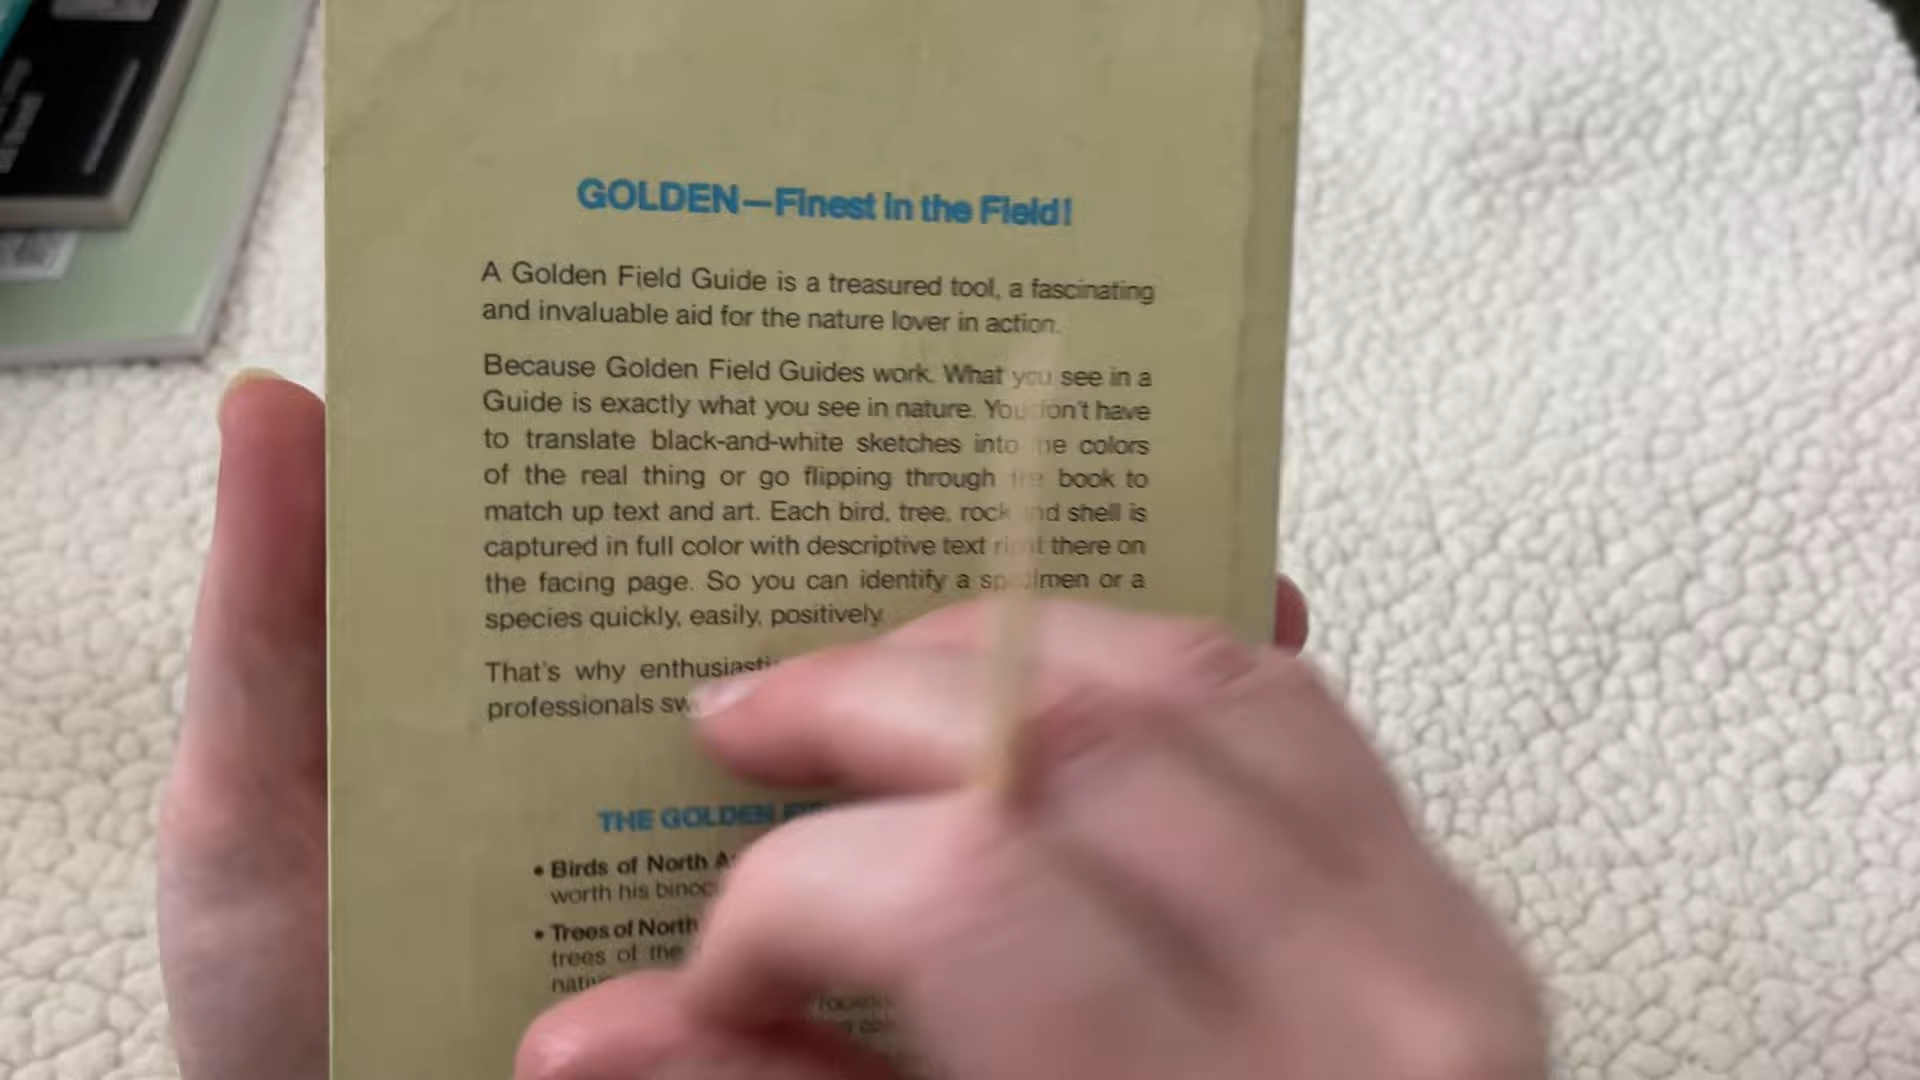 GOLDEN—Finest in the Field!
A Golden Field Guide is a treasured tool, a fascinating
and invaluable aid for the nature lover in action.
Because Golden Field Guides work. What you see in a
Guide is exactly what you see in nature. You don't have
to translate black-and-white sketches into the colors
of the real thing or go flipping through the book to
match up text and art. Each bird, tree, rock and shell is
captured in full color with descriptive text right there on
the facing page. So you can identify a specimen or a
species quickly, easily, positively.
That's why
professionals
THE GOLDEN
• Birds of North
worth his
• Trees of North
trees of the